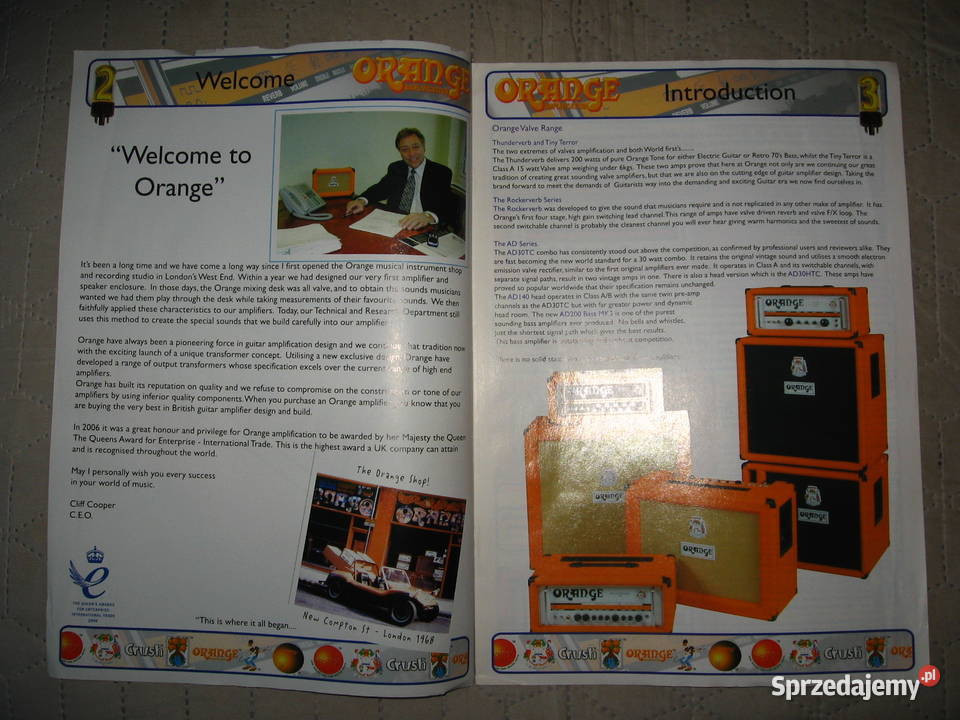 2
Welcome
ORANGE
"Welcome to
Orange"
It's been a long time and we have come a long way since I first opened the Orange musical instrument shop
and recording studio in London's West End. Within a year we had designed our very first amplifier and
speaker enclosure. In those days, the Orange mixing desk was all valve, and to obtain the sounds musicians
wanted we had them play through the desk while taking measurements of their favourite sounds. We then
faithfully applied these characteristics to our amplifiers. Today, our Technical and Research Department still
uses this method to create the special sounds that we build carefully into our amplifier
Orange have always been a pioneering force in guitar amplification design and we continue that tradition now
with the exciting launch of a unique transformer concept. Utilising a new exclusive design, Orange have
developed a range of output transformers whose specification excels over the current range of high end
amplifiers.
Orange has built its reputation on quality and we refuse to compromise on the construction or tone of our
amplifiers by using inferior quality components. When you purchase an Orange amplifier you know that you
are buying the very best in British guitar amplifier design and build.
In 2006 it was a great honour and privilege for Orange amplification to be awarded by her Majesty the Queen
The Queens Award for Enterprise - International Trade. This is the highest award a UK company can attain
and is recognised throughout the world.
May I personally wish you every success
in your world of music.
Cliff Cooper
C.E.O.
THE QUEEN'S AWARDS
FOR ENTERPRISE:
INTERNATIONAL TRADE
2006
The Orange Shop!
New Compton St - London 1968
"This is where it all began....
Crush
ORANGE
Crush
ORANGE
Introduction
3
Orange Valve Range
Thunderverb and Tiny Terror
The two extremes of valves amplification and both World first's.......
The Thunderverb delivers 200 watts of pure Orange Tone for either Electric Guitar or Retro 70's Bass, whilst the Tiny Terror is a
Class A 15 watt Valve amp weighing under 6kgs. These two amps prove that here at Orange not only are we continuing our great
tradition of creating great sounding valve amplifiers, but that we are also on the cutting edge of guitar amplifier design. Taking the
brand forward to meet the demands of Guitarists way into the demanding and exciting Guitar era we now find ourselves in.
The Rockerverb Series
The Rockerverb was developed to give the sound that musicians require and is not replicated in any other make of amplifier. It has
Orange's first four stage, high gain switching lead channel. This range of amps have valve driven reverb and valve F/X loop. The
second switchable channel is probably the cleanest channel you will ever hear giving warm harmonics and the sweetest of sounds.
The AD Series
The AD30TC combo has consistently stood out above the competition, as confirmed by professional users and reviewers alike. They
are fast becoming the new world standard for a 30 watt combo. It retains the original vintage sound and utilises a smooth electron
emission valve rectifier, similar to the first original amplifiers ever made. It operates in Class A and its switchable channels, with
separate signal paths, result in two vintage amps in one. There is also a head version which is the AD30HTC. These amps have
proved so popular worldwide that their specification remains unchanged.
The AD140 head operates in Class A/B with the same twin pre-amp
channels as the AD30TC but with far greater power and dynamic
head room. The new AD200 Bass MK3 is one of the purest
sounding bass amplifiers ever produced. No bells and whistles,
just the shortest signal path which gives the best results.
This bass amplifier is outstanding and without competition.
There is no solid
ORANGE
ORANGE
ORANGE
ORANGE
ORANGE
ORANGE
ORANGE
Crush
ORANGE
Crush
Sprzedajemy.pl